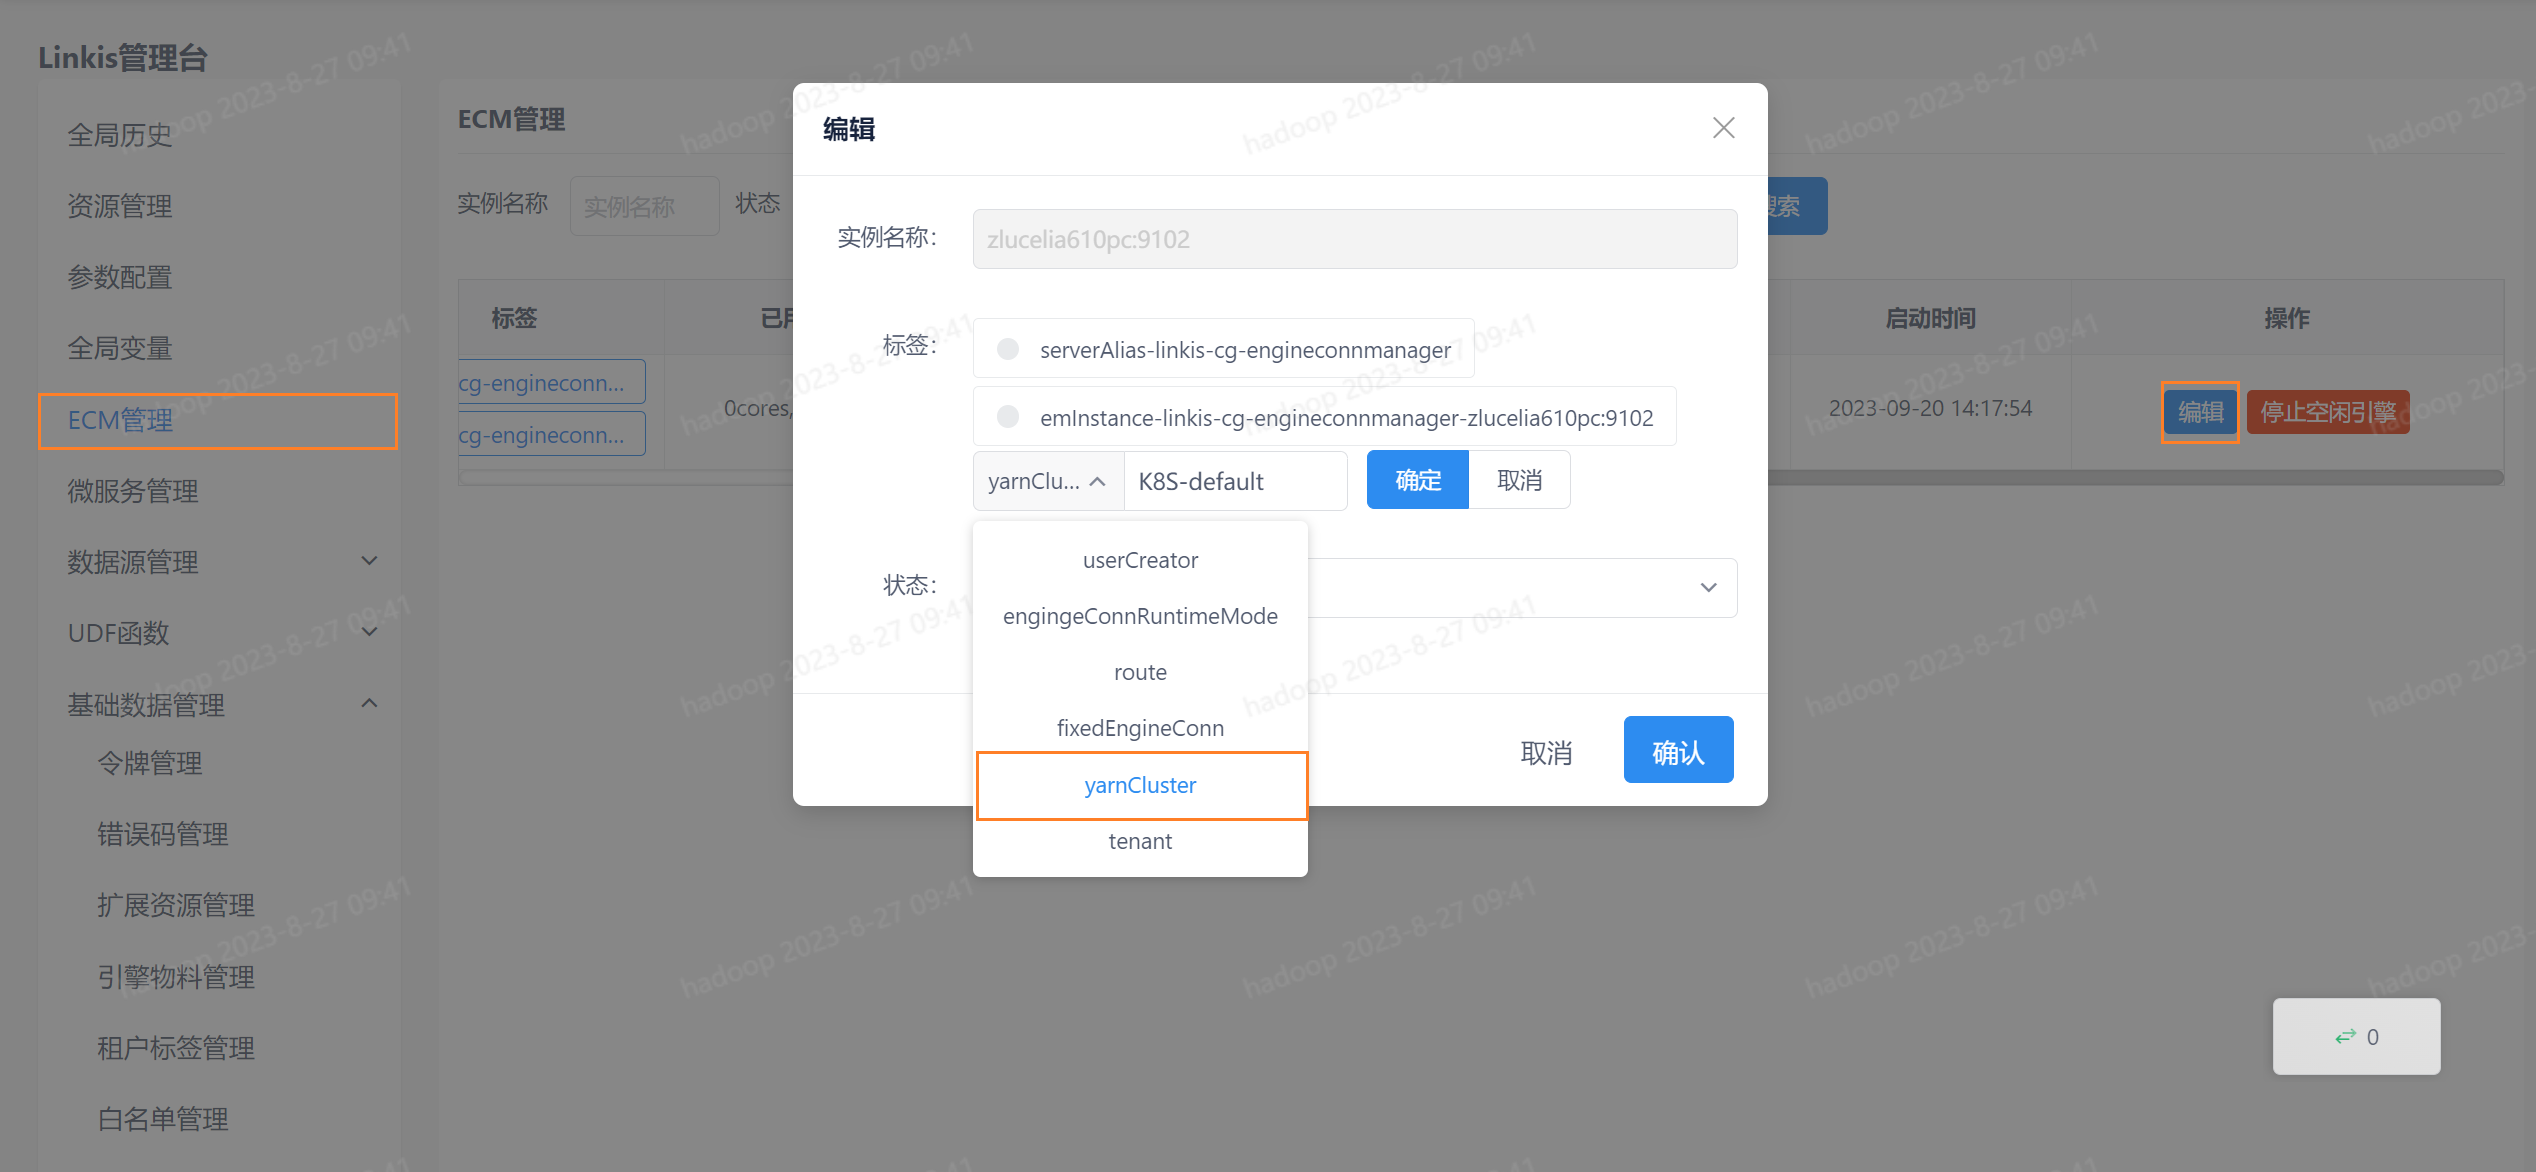 Linkis管理台
全局历史
资源管理
参数配置
全局变量
ECM管理
微服务管理
数据源管理
UDF函数
基础数据管理
令牌管理
错误码管理
扩展资源管理
引擎物料管理
租户标签管理
白名单管理
ECM管理
实例名称 实例名称 状态 搜索
标签 已用 启动时间 操作
cg-engineconn...
cg-engineconn...
0cores, 2023-09-20 14:17:54 编辑 停止空闲引擎
编辑
实例名称: zlucelia610pc:9102
标签: serverAlias-linkis-cg-engineconnmanager
emInstance-linkis-cg-engineconnmanager-zlucelia610pc:9102
yarnClu... K8S-default 确定 取消
userCreator
engingeConnRuntimeMode
route
fixedEngineConn
yarnCluster
tenant
状态:
取消 确认
0
hadoop 2023-8-27 09:41